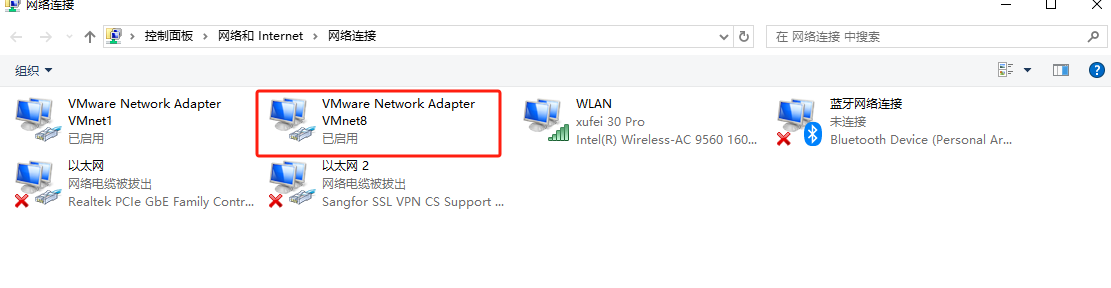 网络连接
控制面板 › 网络和 Internet › 网络连接
在 网络连接 中搜索
组织
VMware Network Adapter
VMnet1
已启用
VMware Network Adapter
VMnet8
已启用
WLAN
xufei 30 Pro
Intel(R) Wireless-AC 9560 160...
蓝牙网络连接
未连接
Bluetooth Device (Personal Ar...
以太网
网络电缆被拔出
Realtek PCIe GbE Family Contr...
以太网 2
网络电缆被拔出
Sangfor SSL VPN CS Support ...